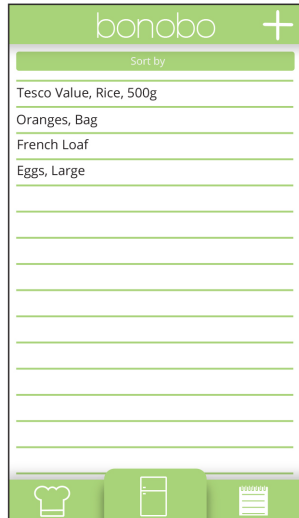 bonobo
Sort by
Tesco Value, Rice, 500g
Oranges, Bag
French Loaf
Eggs, Large